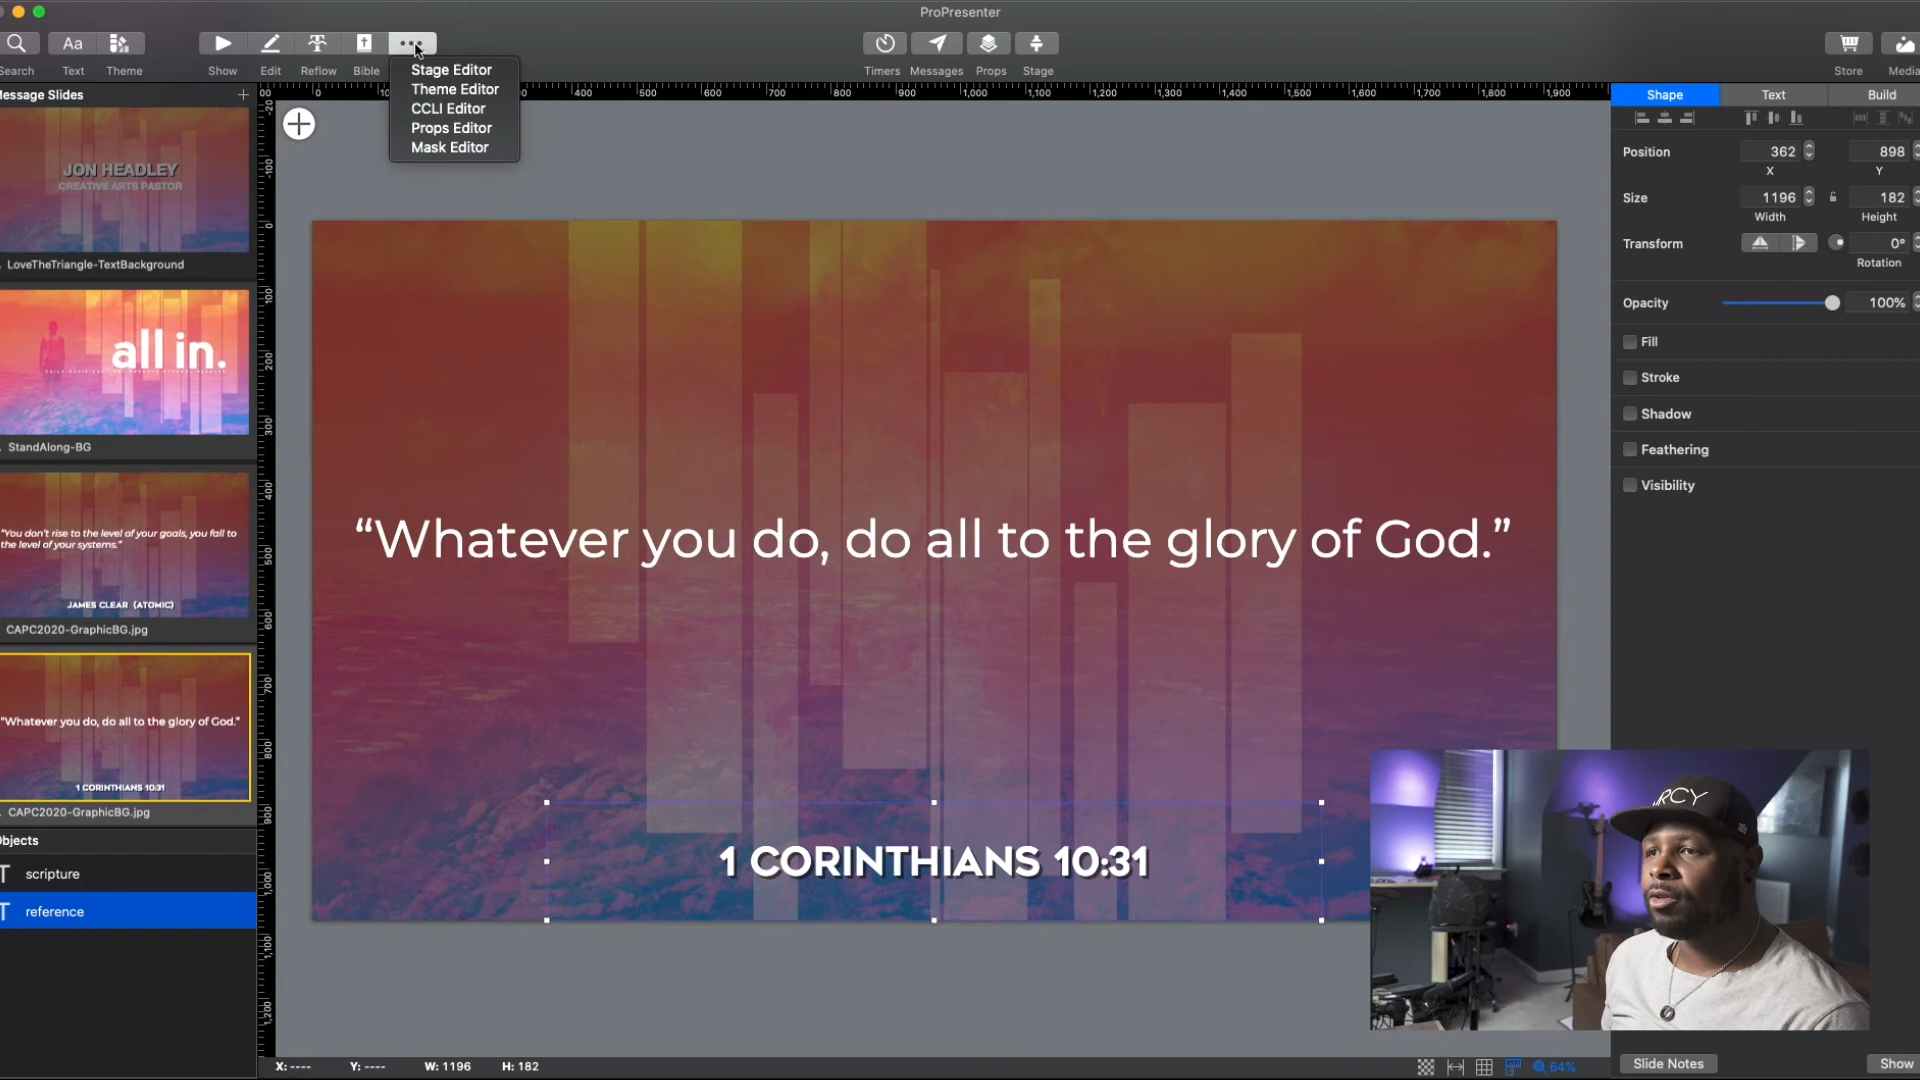 ProPresenter
Search
Aa
Text
Theme
Show
Edit
Reflow
Bible
Timers
Messages
Props
Stage
Store
Media
Stage Editor
Theme Editor
CCLI Editor
Props Editor
Mask Editor
Message Slides
JON HEADLEY
CREATIVE ARTS PASTOR
LoveTheTriangle-TextBackground
all in.
StandAlong-BG
"You don't rise to the level of your goals, you fall to
the level of your systems."
JAMES CLEAR (ATOMIC)
CAPC2020-GraphicBG.jpg
"Whatever you do, do all to the glory of God."
1 CORINTHIANS 10:31
CAPC2020-GraphicBG.jpg
Objects
T scripture
T reference
“Whatever you do, do all to the glory of God.”
1 CORINTHIANS 10:31
Shape
Text
Build
Position
362
898
X
Y
Size
1196
182
Width
Height
Transform
0°
Rotation
Opacity
100%
Fill
Stroke
Shadow
Feathering
Visibility
X: ----
Y: ----
W: 1196
H: 182
64%
Slide Notes
Show